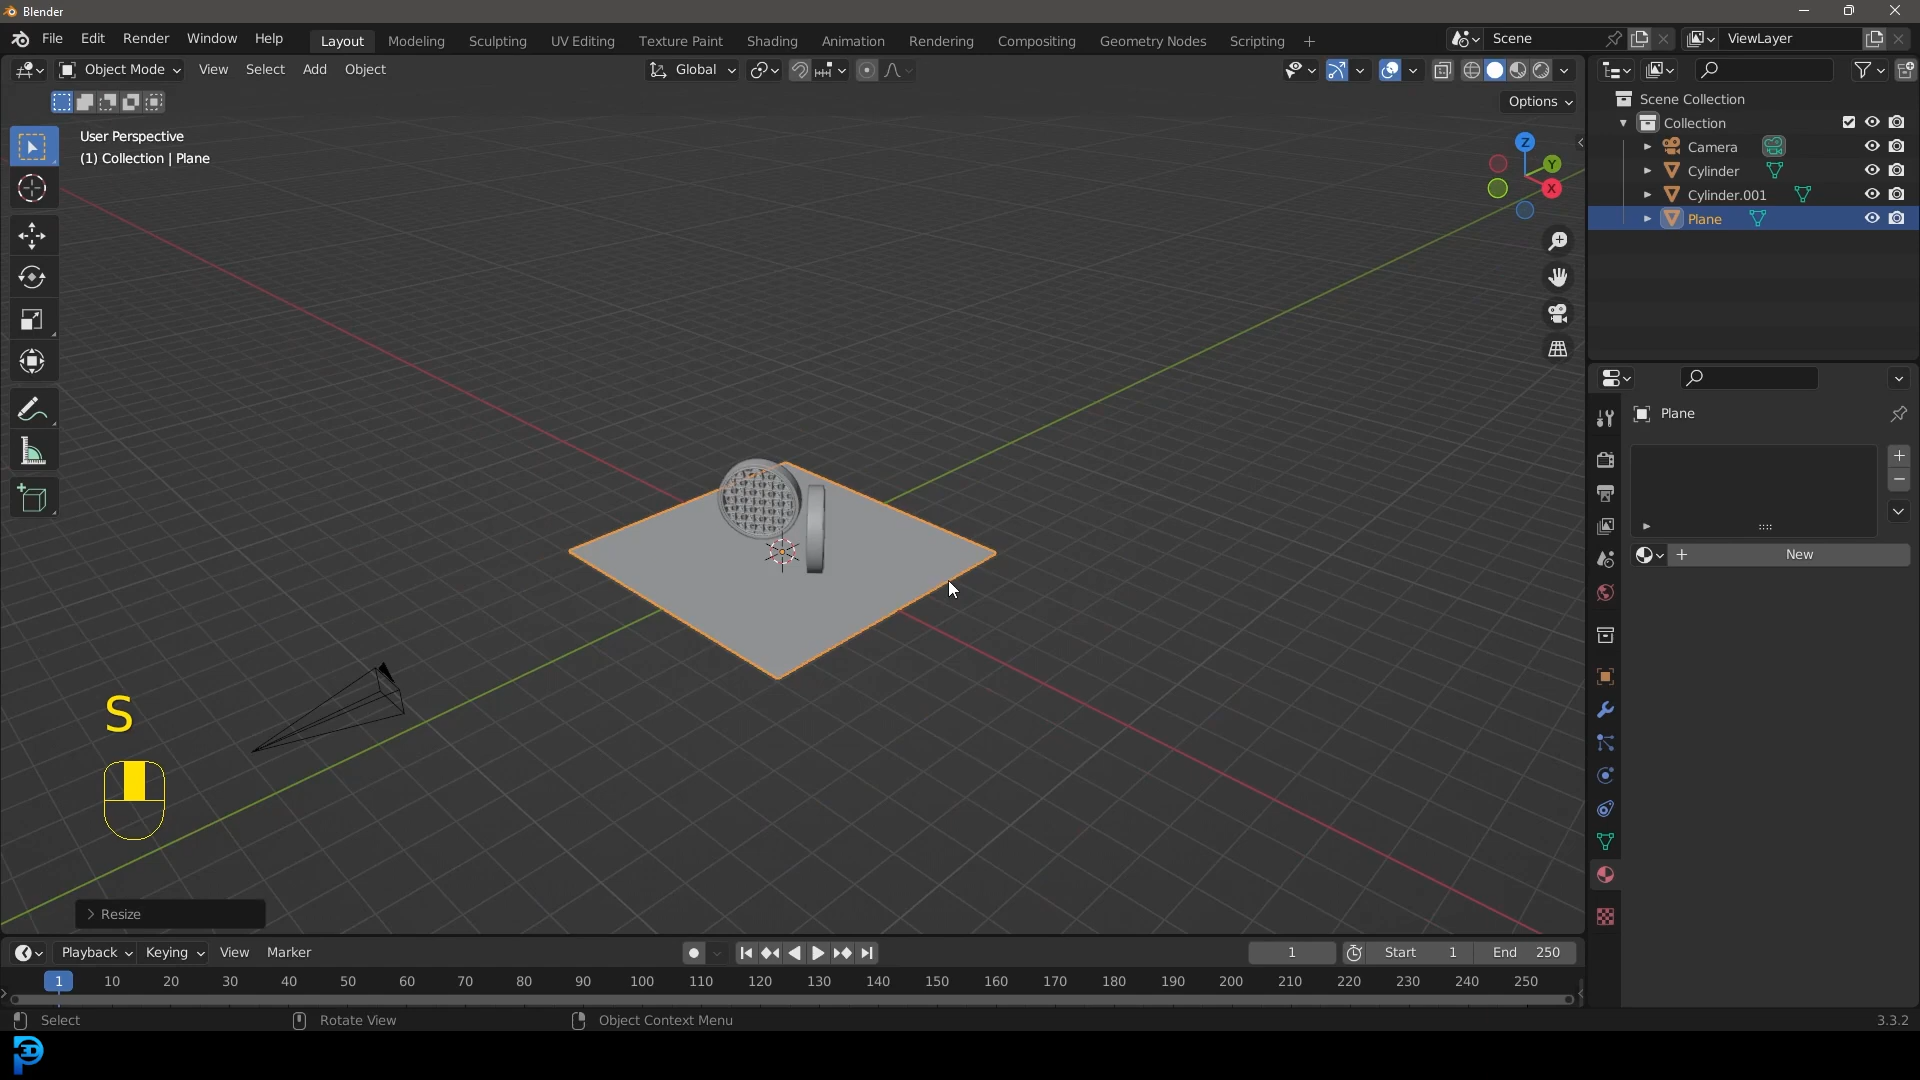 Blender
File Edit Render Window Help Layout Modeling Sculpting UV Editing Texture Paint Shading Animation Rendering Compositing Geometry Nodes Scripting + Scene ViewLayer
Object Mode View Select Add Object Global
Options
User Perspective
(1) Collection | Plane
Z
Y
X
Scene Collection
Collection
Camera
Cylinder
Cylinder.001
Plane
Plane
New
S
Resize
Playback Keying View Marker 1 Start 1 End 250
1 10 20 30 40 50 60 70 80 90 100 110 120 130 140 150 160 170 180 190 200 210 220 230 240 250
Select Rotate View Object Context Menu 3.3.2
3D